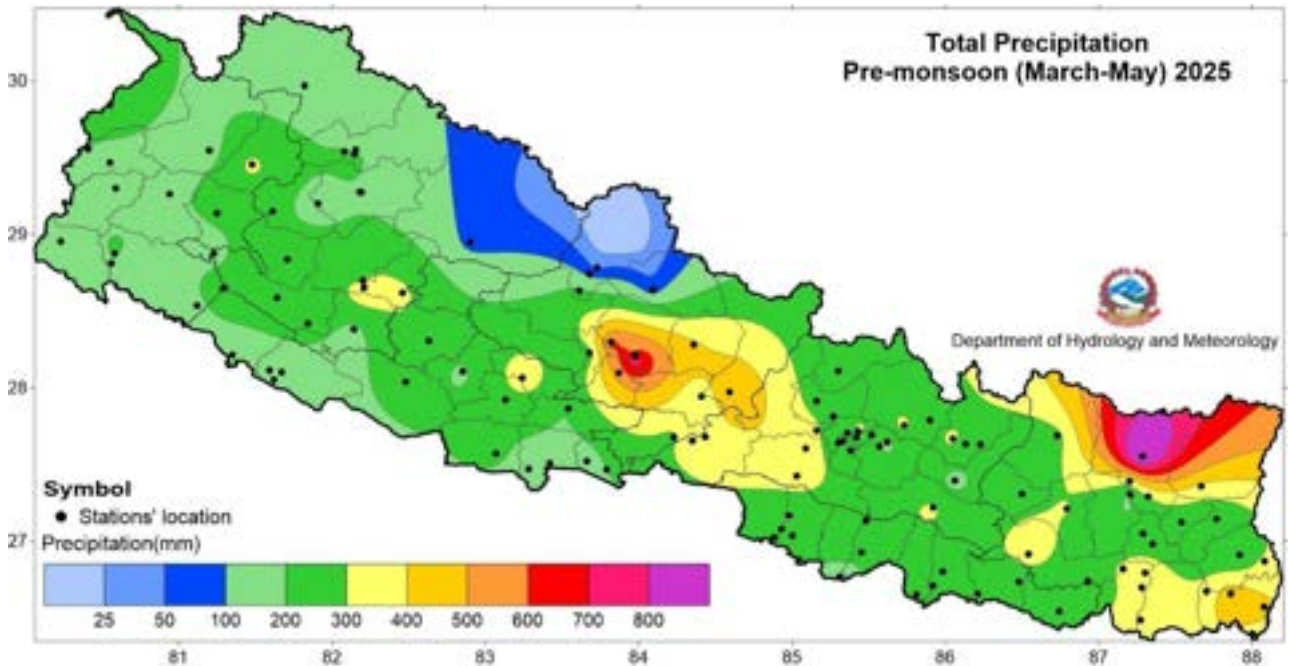 Total Precipitation
Pre-monsoon (March-May) 2025
30
29
28
27
Department of Hydrology and Meteorology
Symbol
Stations' location
Precipitation(mm)
25 50 100 200 300 400 500 600 700 800
81 82 83 84 85 86 87 88